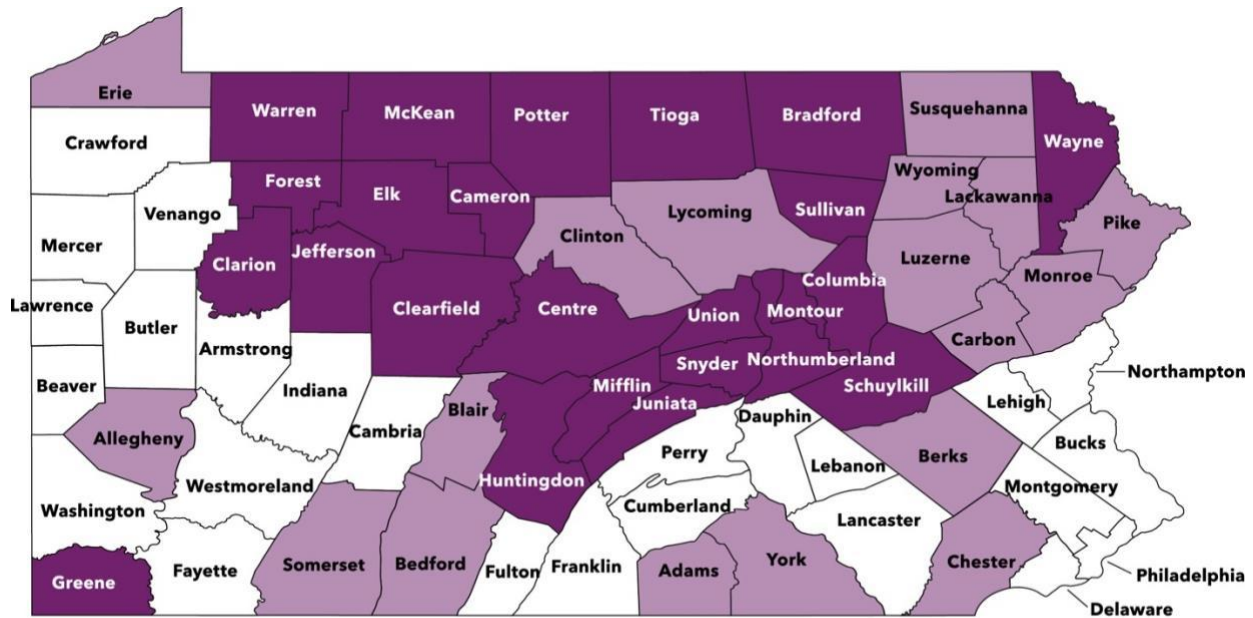 Erie
Warren
McKean
Potter
Tioga
Bradford
Susquehanna
Wayne
Crawford
Forest
Elk
Cameron
Wyoming
Lackawanna
Venango
Lycoming
Sullivan
Pike
Mercer
Clinton
Jefferson
Clarion
Luzerne
Monroe
Columbia
Lawrence
Clearfield
Centre
Union
Montour
Butler
Armstrong
Carbon
Snyder
Northumberland
Northampton
Beaver
Indiana
Mifflin
Juniata
Schuylkill
Lehigh
Blair
Dauphin
Allegheny
Cambria
Bucks
Perry
Berks
Lebanon
Westmoreland
Huntingdon
Montgomery
Washington
Cumberland
Lancaster
Greene
Fayette
Somerset
Bedford
Fulton
Franklin
Adams
York
Chester
Philadelphia
Delaware